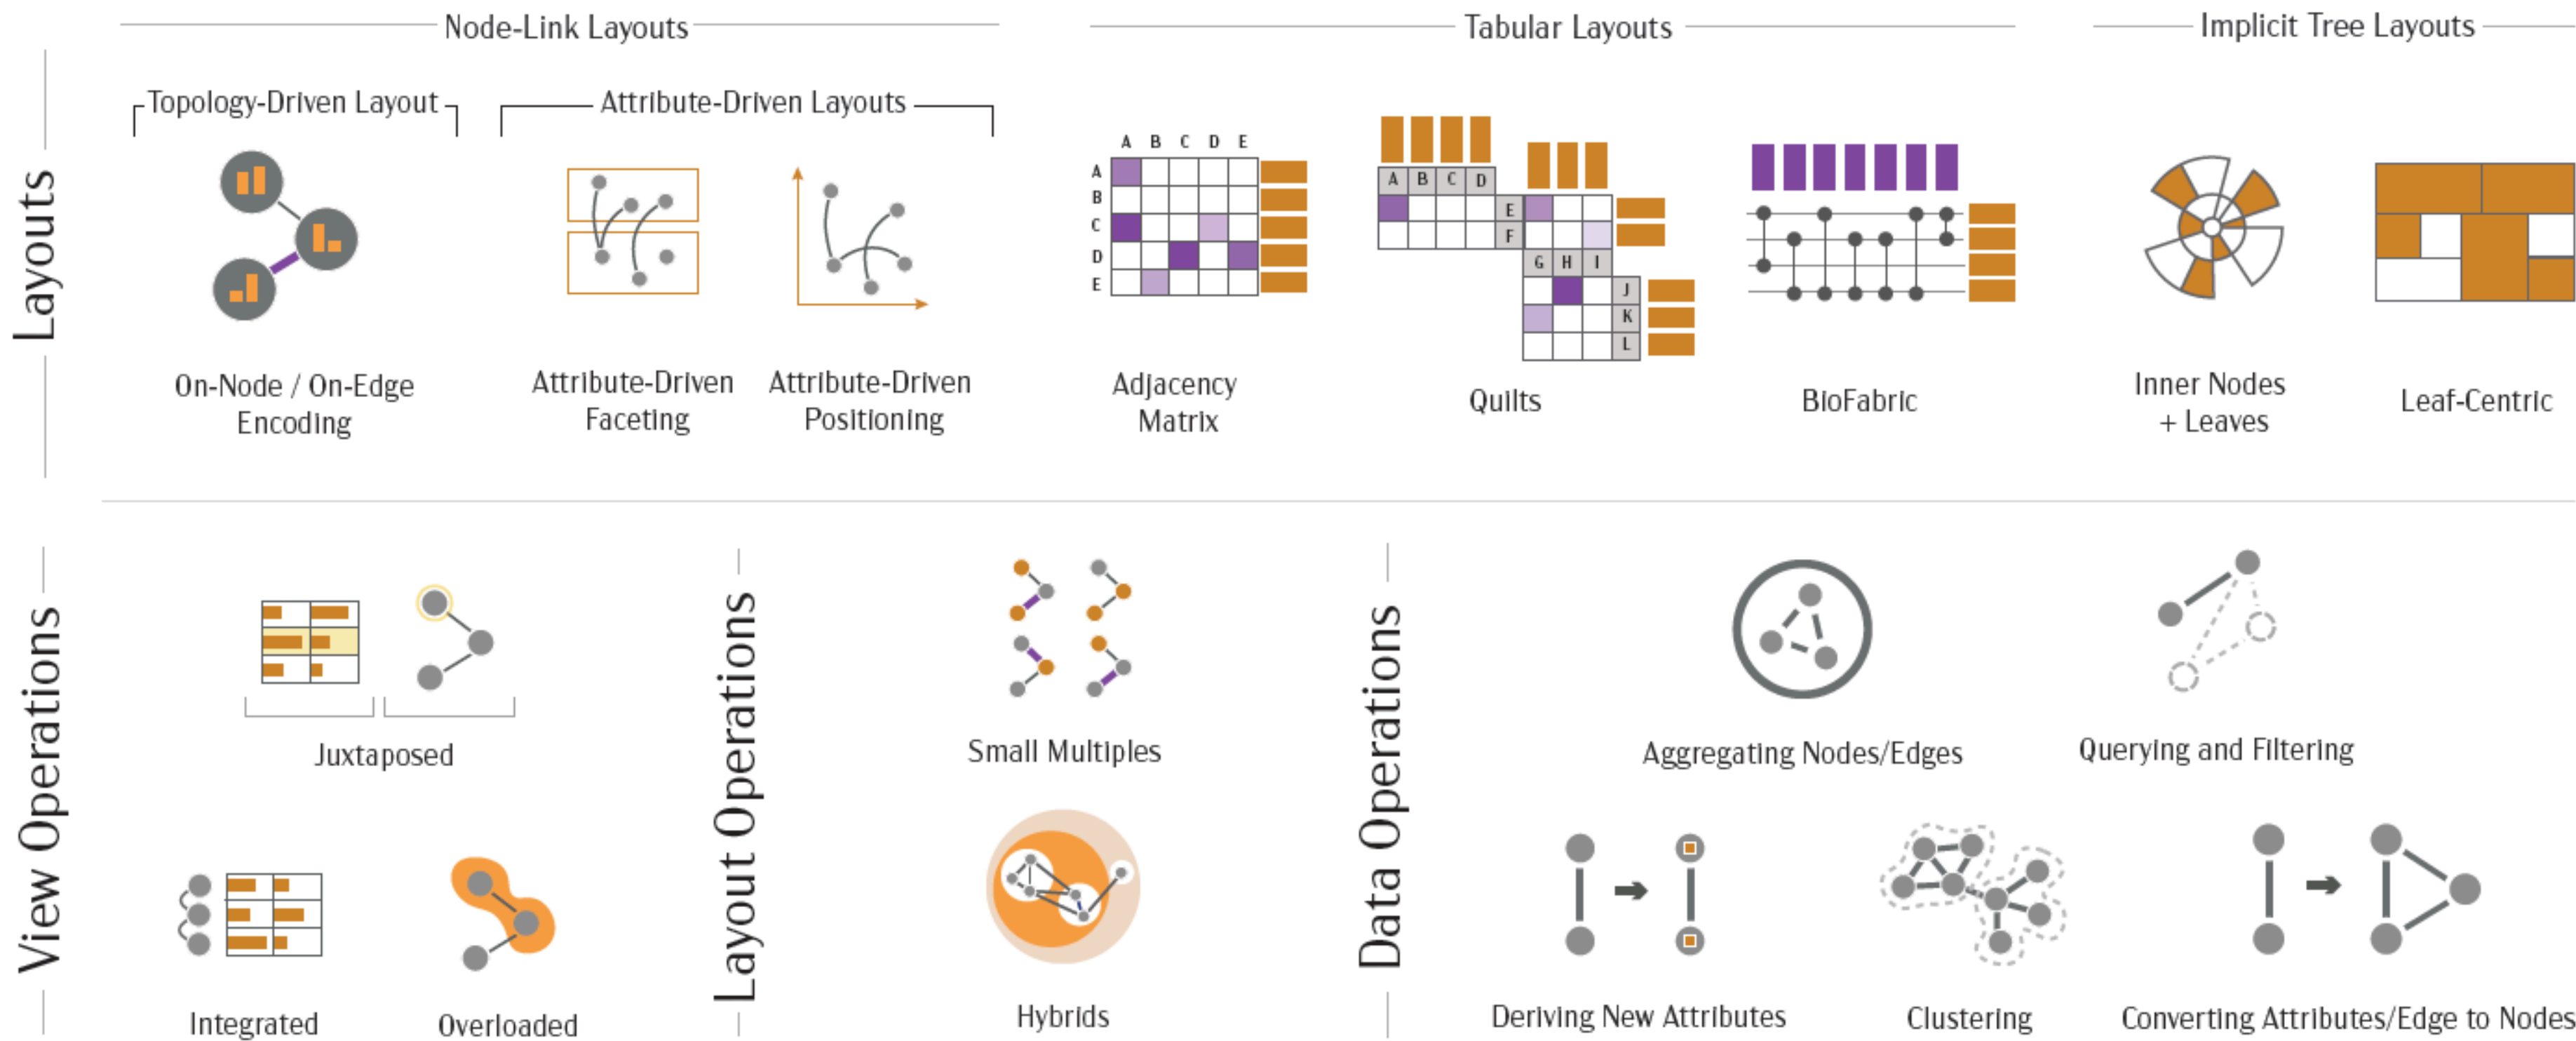 Node-Link Layouts
Tabular Layouts
Implicit Tree Layouts
Layouts
Topology-Driven Layout
Attribute-Driven Layouts
On-Node / On-Edge
Encoding
Attribute-Driven
Faceting
Attribute-Driven
Positioning
A B C D E
A
B
C
D
E
Adjacency
Matrix
A B C D
E
F
G H I
J
K
L
Quilts
BioFabric
Inner Nodes
+ Leaves
Leaf-Centric
View Operations
Juxtaposed
Integrated
Overloaded
Layout Operations
Small Multiples
Hybrids
Data Operations
Aggregating Nodes/Edges
Querying and Filtering
Deriving New Attributes
Clustering
Converting Attributes/Edge to Nodes